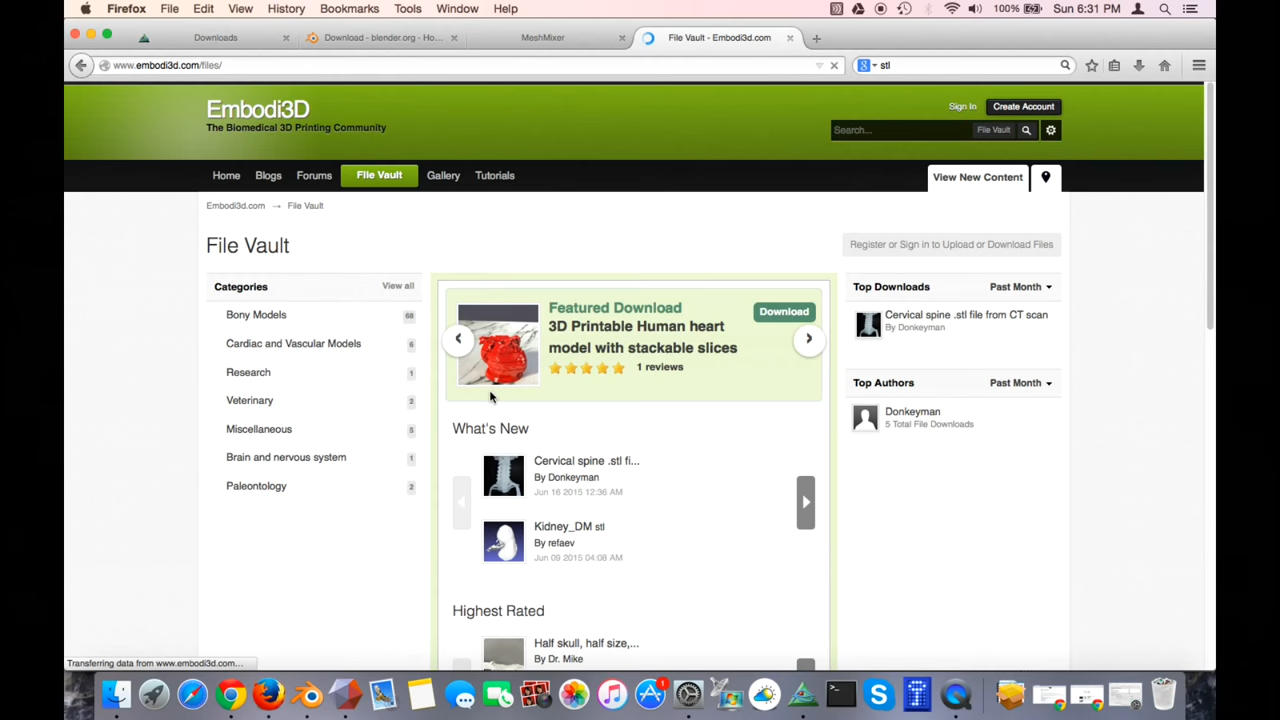 Firefox File Edit View History Bookmarks Tools Window Help 100% Sun 6:31 PM
Downloads Download - blender.org - Ho... MeshMixer File Vault - Embodi3d.com
www.embodi3d.com/files/ stl
Embodi3D
The Biomedical 3D Printing Community
Sign In Create Account
Search... File Vault
Home Blogs Forums File Vault Gallery Tutorials View New Content
Embodi3d.com → File Vault
File Vault
Register or Sign in to Upload or Download Files
Categories View all
Bony Models 68
Cardiac and Vascular Models 6
Research 1
Veterinary 2
Miscellaneous 5
Brain and nervous system 1
Paleontology 2
Featured Download Download
3D Printable Human heart
model with stackable slices
1 reviews
What's New
Cervical spine .stl fi...
By Donkeyman
Jun 16 2015 12:36 AM
Kidney_DM stl
By refaev
Jun 09 2015 04:08 AM
Highest Rated
Half skull, half size,...
By Dr. Mike
Top Downloads Past Month
Cervical spine .stl file from CT scan
By Donkeyman
Top Authors Past Month
Donkeyman
5 Total File Downloads
Transferring data from www.embodi3d.com...
1